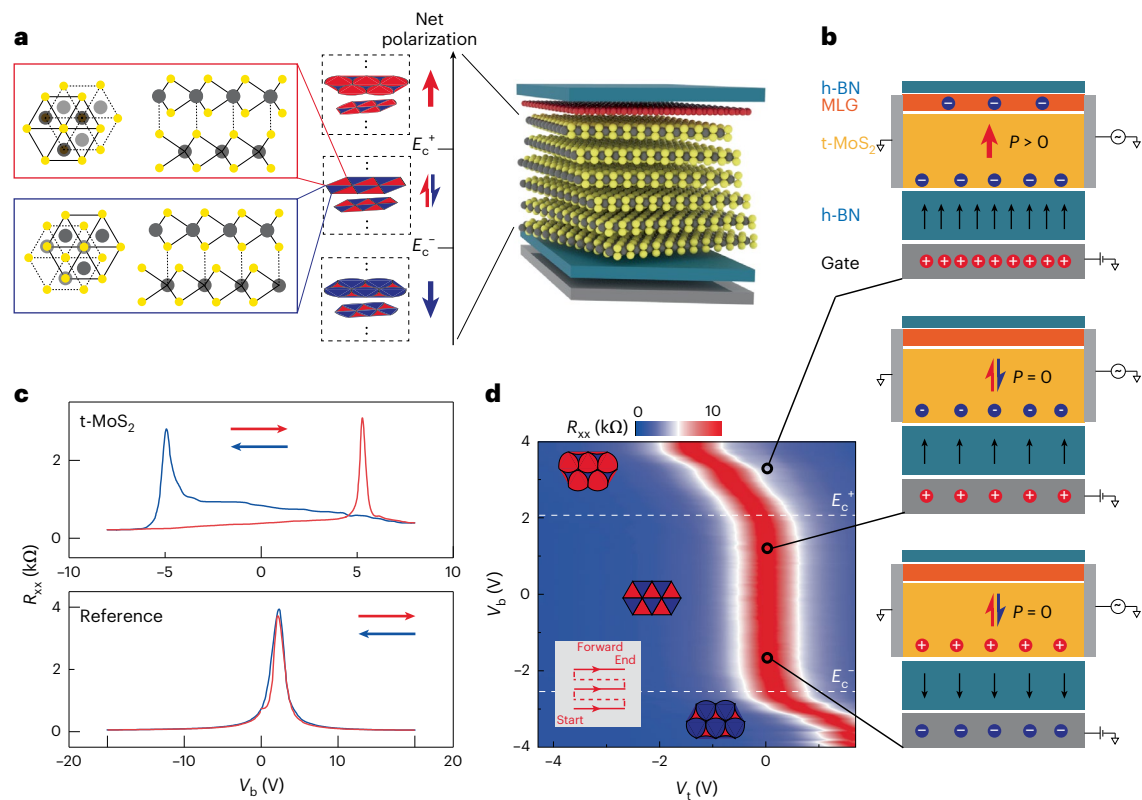 a
Net
polarization
⋮
E_c^+
⋮
⋮
E_c^-
⋮
⋮
b
h-BN
MLG
t-MoS₂
P > 0
h-BN
Gate
P = 0
P = 0
c
t-MoS₂
2
0
−10
−5
0
5
10
R_xx (kΩ)
Reference
4
2
0
−20
−10
0
10
20
V_b (V)
d
R_xx (kΩ)
0
10
4
2
0
−2
−4
V_b (V)
E_c^+
E_c^-
Forward
End
Start
−4
−2
0
V_t (V)